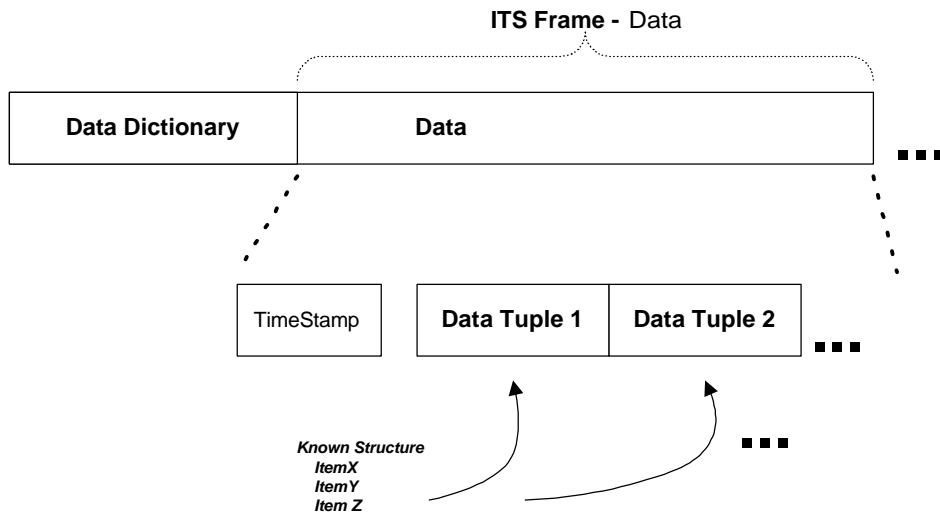 ITS Frame - Data
Data Dictionary
Data
TimeStamp
Data Tuple 1
Data Tuple 2
Known Structure
ItemX
ItemY
Item Z